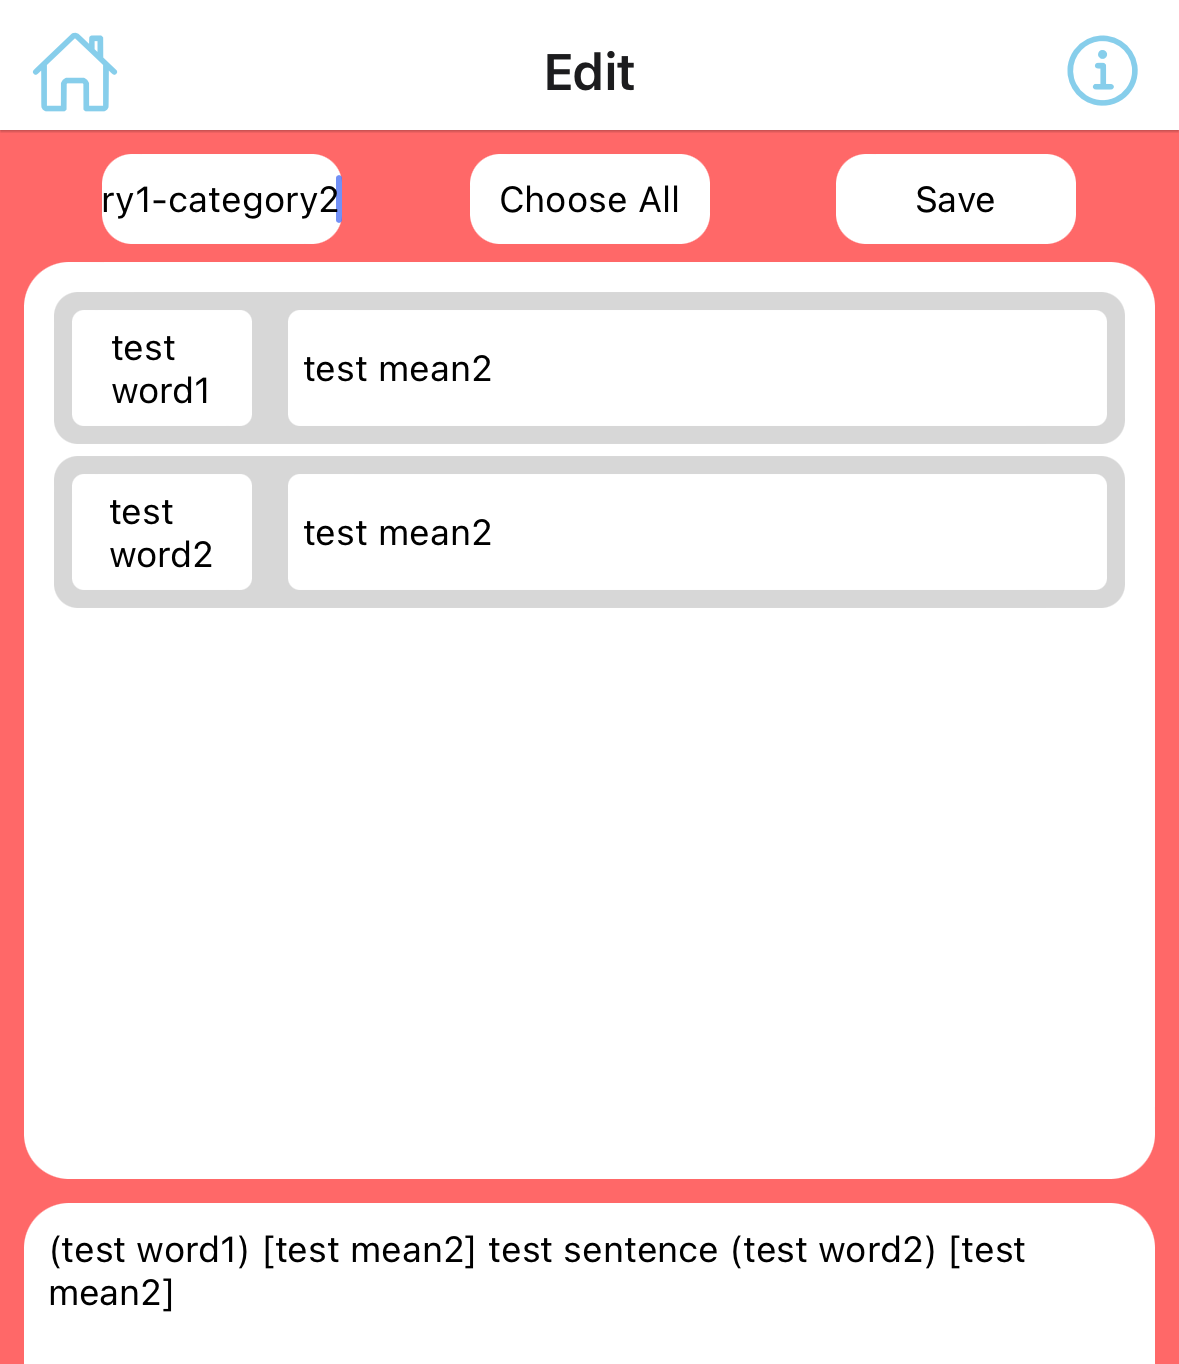 Edit
ry1-category2
Choose All
Save
test
word1
test mean2
test
word2
test mean2
(test word1) [test mean2] test sentence (test word2) [test
mean2]